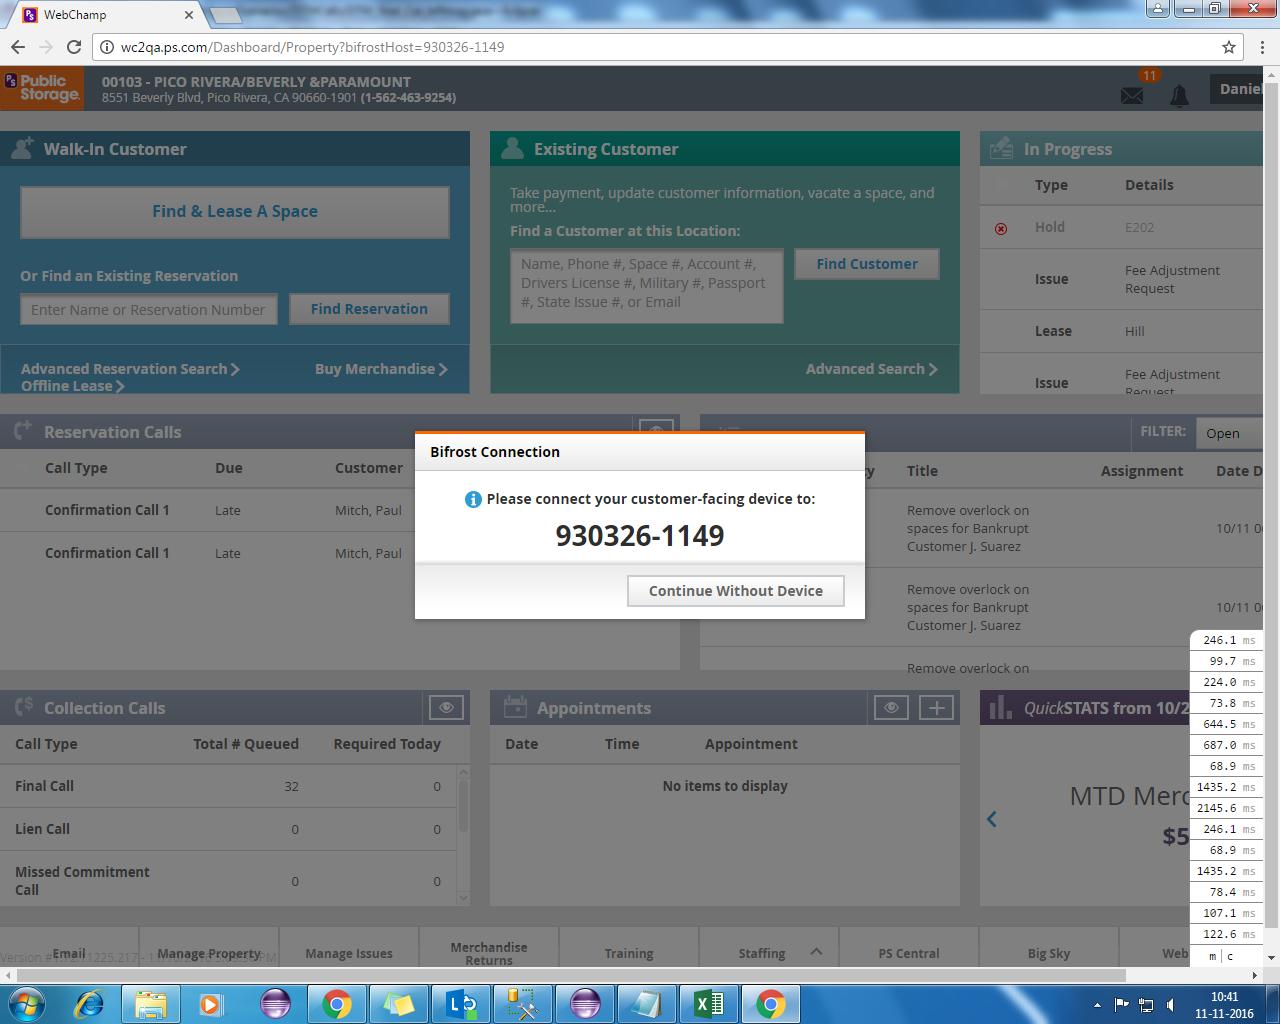 WebChamp
wc2qa.ps.com/Dashboard/Property?bifrostHost=930326-1149
Public
Storage.
00103 - PICO RIVERA/BEVERLY &PARAMOUNT
8551 Beverly Blvd, Pico Rivera, CA 90660-1901 (1-562-463-9254)
11
Daniel
Walk-In Customer
Find & Lease A Space
Or Find an Existing Reservation
Enter Name or Reservation Number
Find Reservation
Advanced Reservation Search
Buy Merchandise
Offline Lease
Existing Customer
Take payment, update customer information, vacate a space, and
more...
Find a Customer at this Location:
Name, Phone #, Space #, Account #,
Drivers License #, Military #, Passport
#, State Issue #, or Email
Find Customer
Advanced Search
In Progress
Type Details
Hold E202
Issue Fee Adjustment
Request
Lease Hill
Issue Fee Adjustment
Request
Reservation Calls
Call Type Due Customer
Confirmation Call 1 Late Mitch, Paul
Confirmation Call 1 Late Mitch, Paul
FILTER: Open
Title Assignment Date D
Remove overlock on
spaces for Bankrupt
Customer J. Suarez
10/11 0
Remove overlock on
spaces for Bankrupt
Customer J. Suarez
10/11 0
Remove overlock on
Bifrost Connection
Please connect your customer-facing device to:
930326-1149
Continue Without Device
Collection Calls
Call Type Total # Queued Required Today
Final Call 32 0
Lien Call 0 0
Missed Commitment
Call
0 0
Appointments
Date Time Appointment
No items to display
QuickSTATS from 10/2
MTD Merc
$5
246.1 ms
99.7 ms
224.0 ms
73.8 ms
644.5 ms
687.0 ms
68.9 ms
1435.2 ms
2145.6 ms
246.1 ms
68.9 ms
1435.2 ms
78.4 ms
107.1 ms
122.6 ms
m | c
Email
Manage Property
Manage Issues
Merchandise
Returns
Training
Staffing
PS Central
Big Sky
Web
10:41
11-11-2016